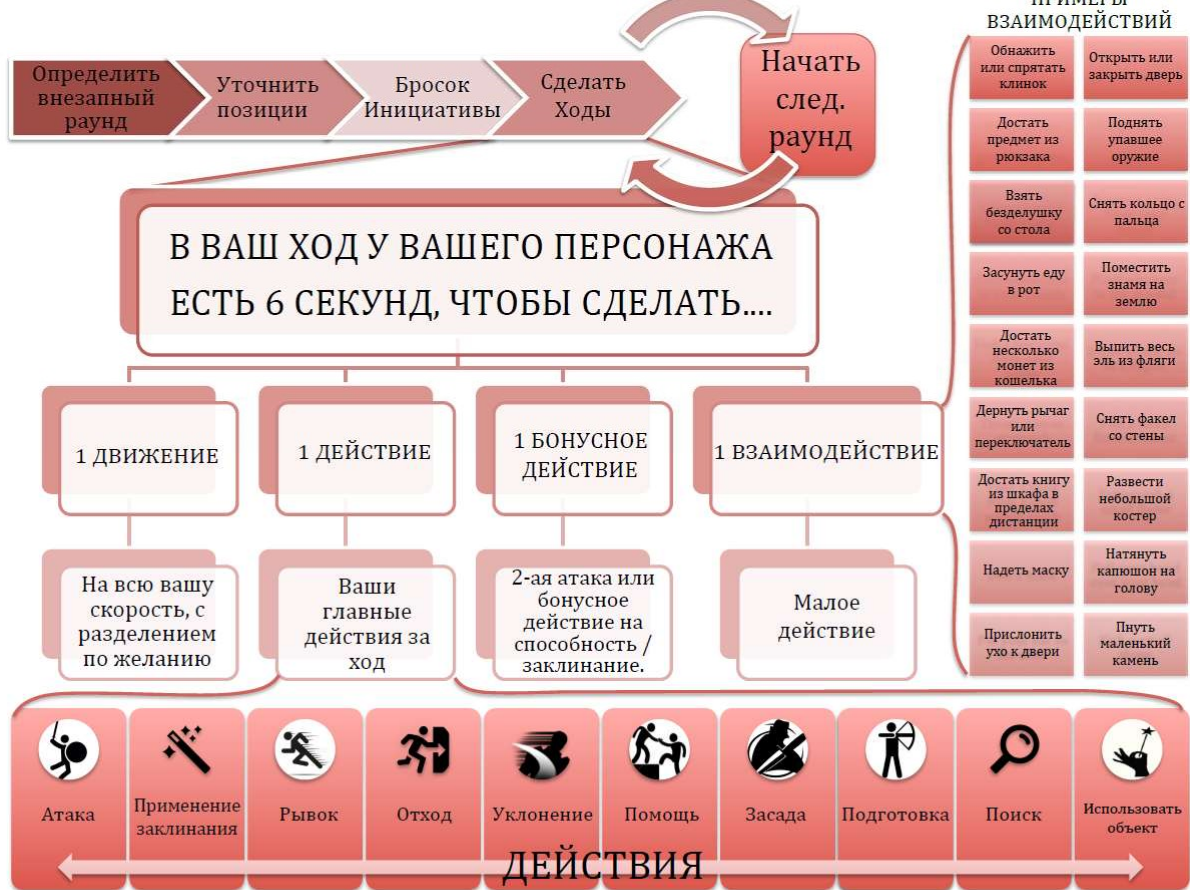 ПРИМЕРЫ
ВЗАИМОДЕЙСТВИЙ
Определить
внезапный
раунд
Уточнить
позиции
Бросок
Инициативы
Сделать
Ходы
Начать
след.
раунд
В ВАШ ХОД У ВАШЕГО ПЕРСОНАЖА
ЕСТЬ 6 СЕКУНД, ЧТОБЫ СДЕЛАТЬ....
1 ДВИЖЕНИЕ
1 ДЕЙСТВИЕ
1 БОНУСНОЕ
ДЕЙСТВИЕ
1 ВЗАИМОДЕЙСТВИЕ
На всю вашу
скорость, с
разделением
по желанию
Ваши
главные
действия за
ход
2-ая атака или
бонусное
действие на
способность /
заклинание.
Малое
действие
Обнажить
или спрятать
клинок
Открыть или
закрыть дверь
Достать
предмет из
рюкзака
Поднять
упавшее
оружие
Взять
безделушку
со стола
Снять кольцо с
пальца
Засунуть еду
в рот
Поместить
знамя на
землю
Достать
несколько
монет из
кошелька
Выпить весь
эль из фляги
Дернуть рычаг
или
переключатель
Снять факел
со стены
Достать книгу
из шкафа в
пределах
дистанции
Развести
небольшой
костер
Надеть маску
Натянуть
капюшон на
голову
Прислонить
ухо к двери
Пнуть
маленький
камень
Атака
Применение
заклинания
Рывок
Отход
Уклонение
Помощь
Засада
Подготовка
Поиск
Использовать
объект
ДЕЙСТВИЯ